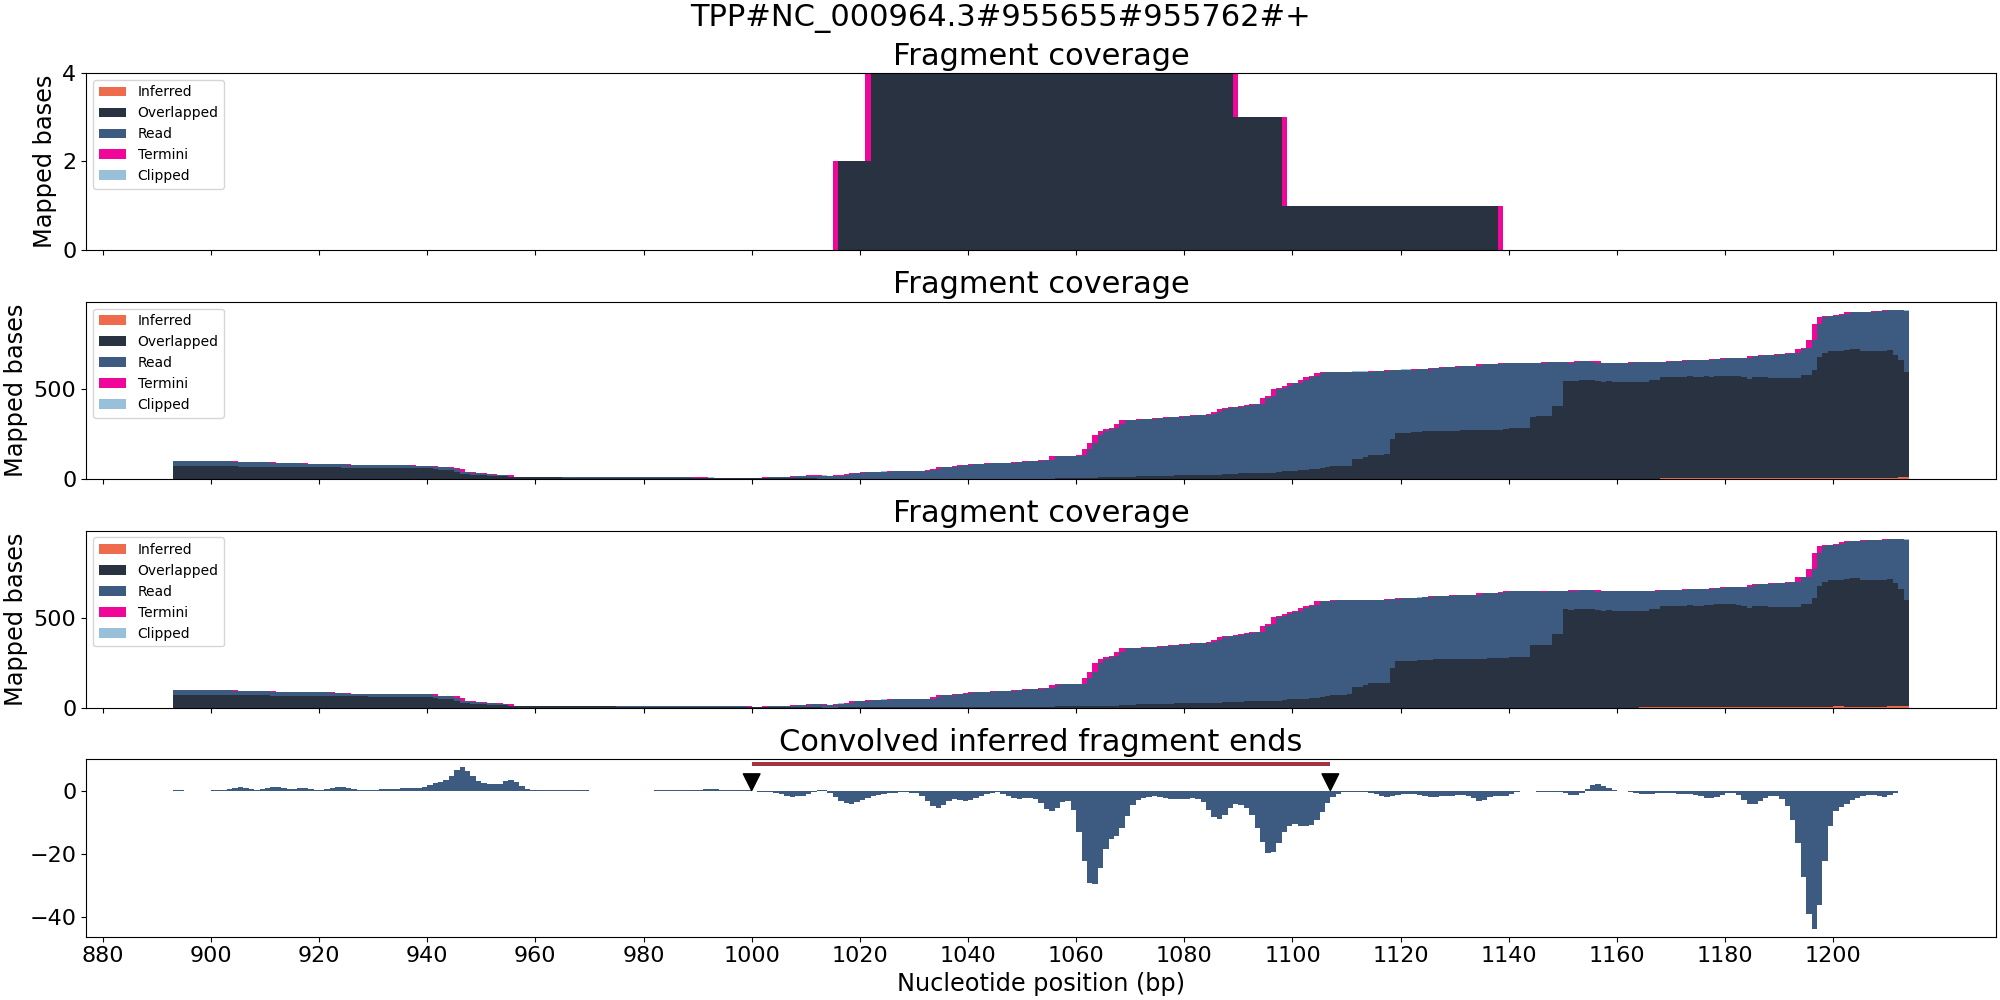 TPP#NC_000964.3#955655#955762#+
Fragment coverage
4
2
0
Mapped bases
Inferred
Overlapped
Read
Termini
Clipped
Fragment coverage
500
0
Mapped bases
Inferred
Overlapped
Read
Termini
Clipped
Fragment coverage
500
0
Mapped bases
Inferred
Overlapped
Read
Termini
Clipped
Convolved inferred fragment ends
0
−20
−40
880 900 920 940 960 980 1000 1020 1040 1060 1080 1100 1120 1140 1160 1180 1200
Nucleotide position (bp)